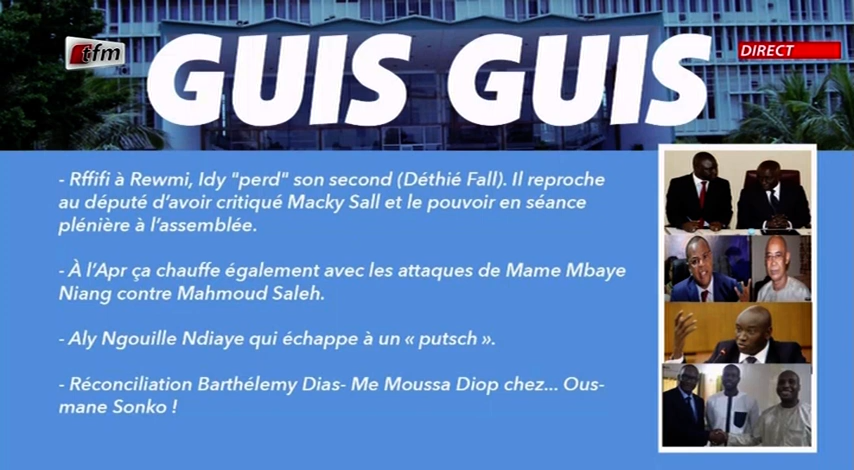 tfm
GUIS GUIS
DIRECT
- Rffifi à Rewmi, Idy "perd" son second (Déthié Fall). Il reproche
au député d’avoir critiqué Macky Sall et le pouvoir en séance
plénière à l’assemblée.
- À l’Apr ça chauffe également avec les attaques de Mame Mbaye
Niang contre Mahmoud Saleh.
- Aly Ngouille Ndiaye qui échappe à un « putsch ».
- Réconciliation Barthélemy Dias- Me Moussa Diop chez... Ous-
mane Sonko !